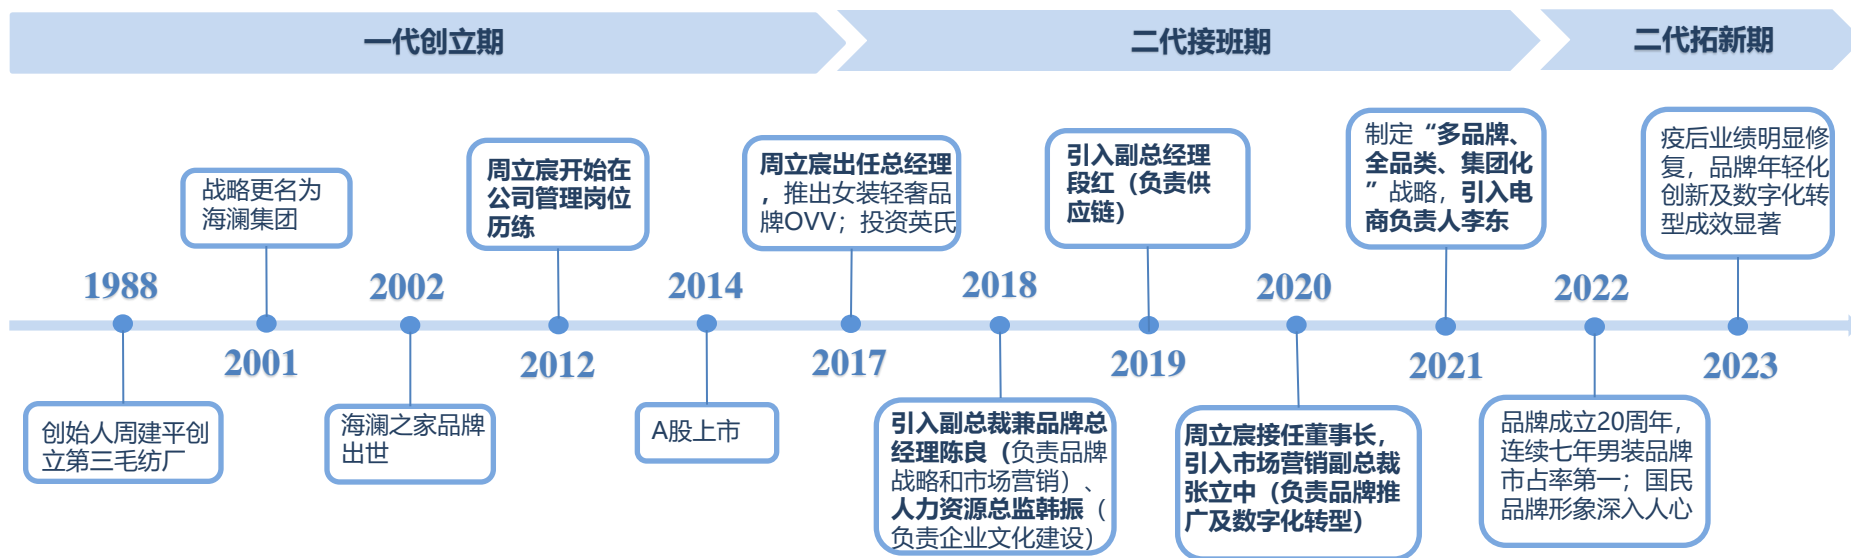 一代创立期
二代接班期
二代拓新期
战略更名为
海澜集团
周立宸开始在
公司管理岗位
历练
周立宸出任总经理
，推出女装轻奢品
牌OVV；投资英氏
引入副总经理
段红（负责供
应链）
制定“多品牌、
全品类、集团化
”战略，引入电
商负责人李东
疫后业绩明显修
复，品牌年轻化
创新及数字化转
型成效显著
1988
2001
2002
2012
2014
2017
2018
2019
2020
2021
2022
2023
创始人周建平创
立第三毛纺厂
海澜之家品牌
出世
A股上市
引入副总裁兼品牌总
经理陈良（负责品牌
战略和市场营销）、
人力资源总监韩振（
负责企业文化建设）
周立宸接任董事长，
引入市场营销副总裁
张立中（负责品牌推
广及数字化转型）
品牌成立20周年，
连续七年男装品牌
市占率第一；国民
品牌形象深入人心